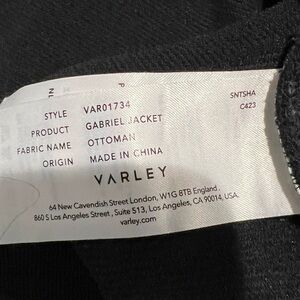 P
NL
STYLE VAR01734 SNTSHA
PRODUCT GABRIEL JACKET C423
FABRIC NAME OTTOMAN
ORIGIN MADE IN CHINA
VARLEY
64 New Cavendish Street London, W1G 8TB England.
860 S Los Angeles Street, Suite 513, Los Angeles, CA 90014, USA.
varley.com